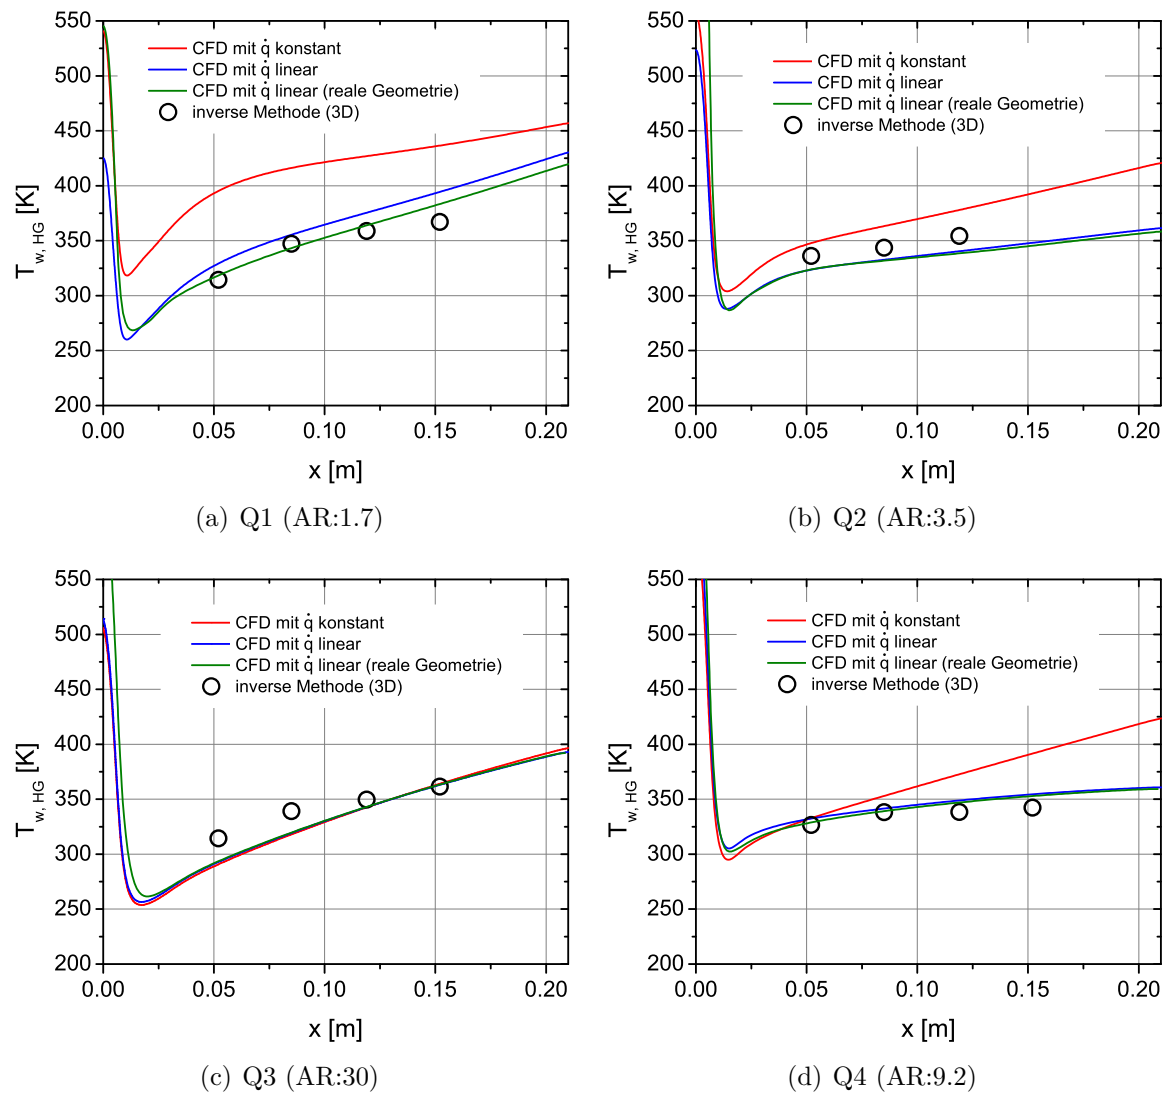 550
500
450
400
350
300
250
200
T w, HG [K]
CFD mit q̇ konstant
CFD mit q̇ linear
CFD mit q̇ linear (reale Geometrie)
inverse Methode (3D)
0.00 0.05 0.10 0.15 0.20
x [m]
(a) Q1 (AR:1.7)
550
500
450
400
350
300
250
200
T w, HG [K]
CFD mit q̇ konstant
CFD mit q̇ linear
CFD mit q̇ linear (reale Geometrie)
inverse Methode (3D)
0.00 0.05 0.10 0.15 0.20
x [m]
(b) Q2 (AR:3.5)
550
500
450
400
350
300
250
200
T w, HG [K]
CFD mit q̇ konstant
CFD mit q̇ linear
CFD mit q̇ linear (reale Geometrie)
inverse Methode (3D)
0.00 0.05 0.10 0.15 0.20
x [m]
(c) Q3 (AR:30)
550
500
450
400
350
300
250
200
T w, HG [K]
CFD mit q̇ konstant
CFD mit q̇ linear
CFD mit q̇ linear (reale Geometrie)
inverse Methode (3D)
0.00 0.05 0.10 0.15 0.20
x [m]
(d) Q4 (AR:9.2)